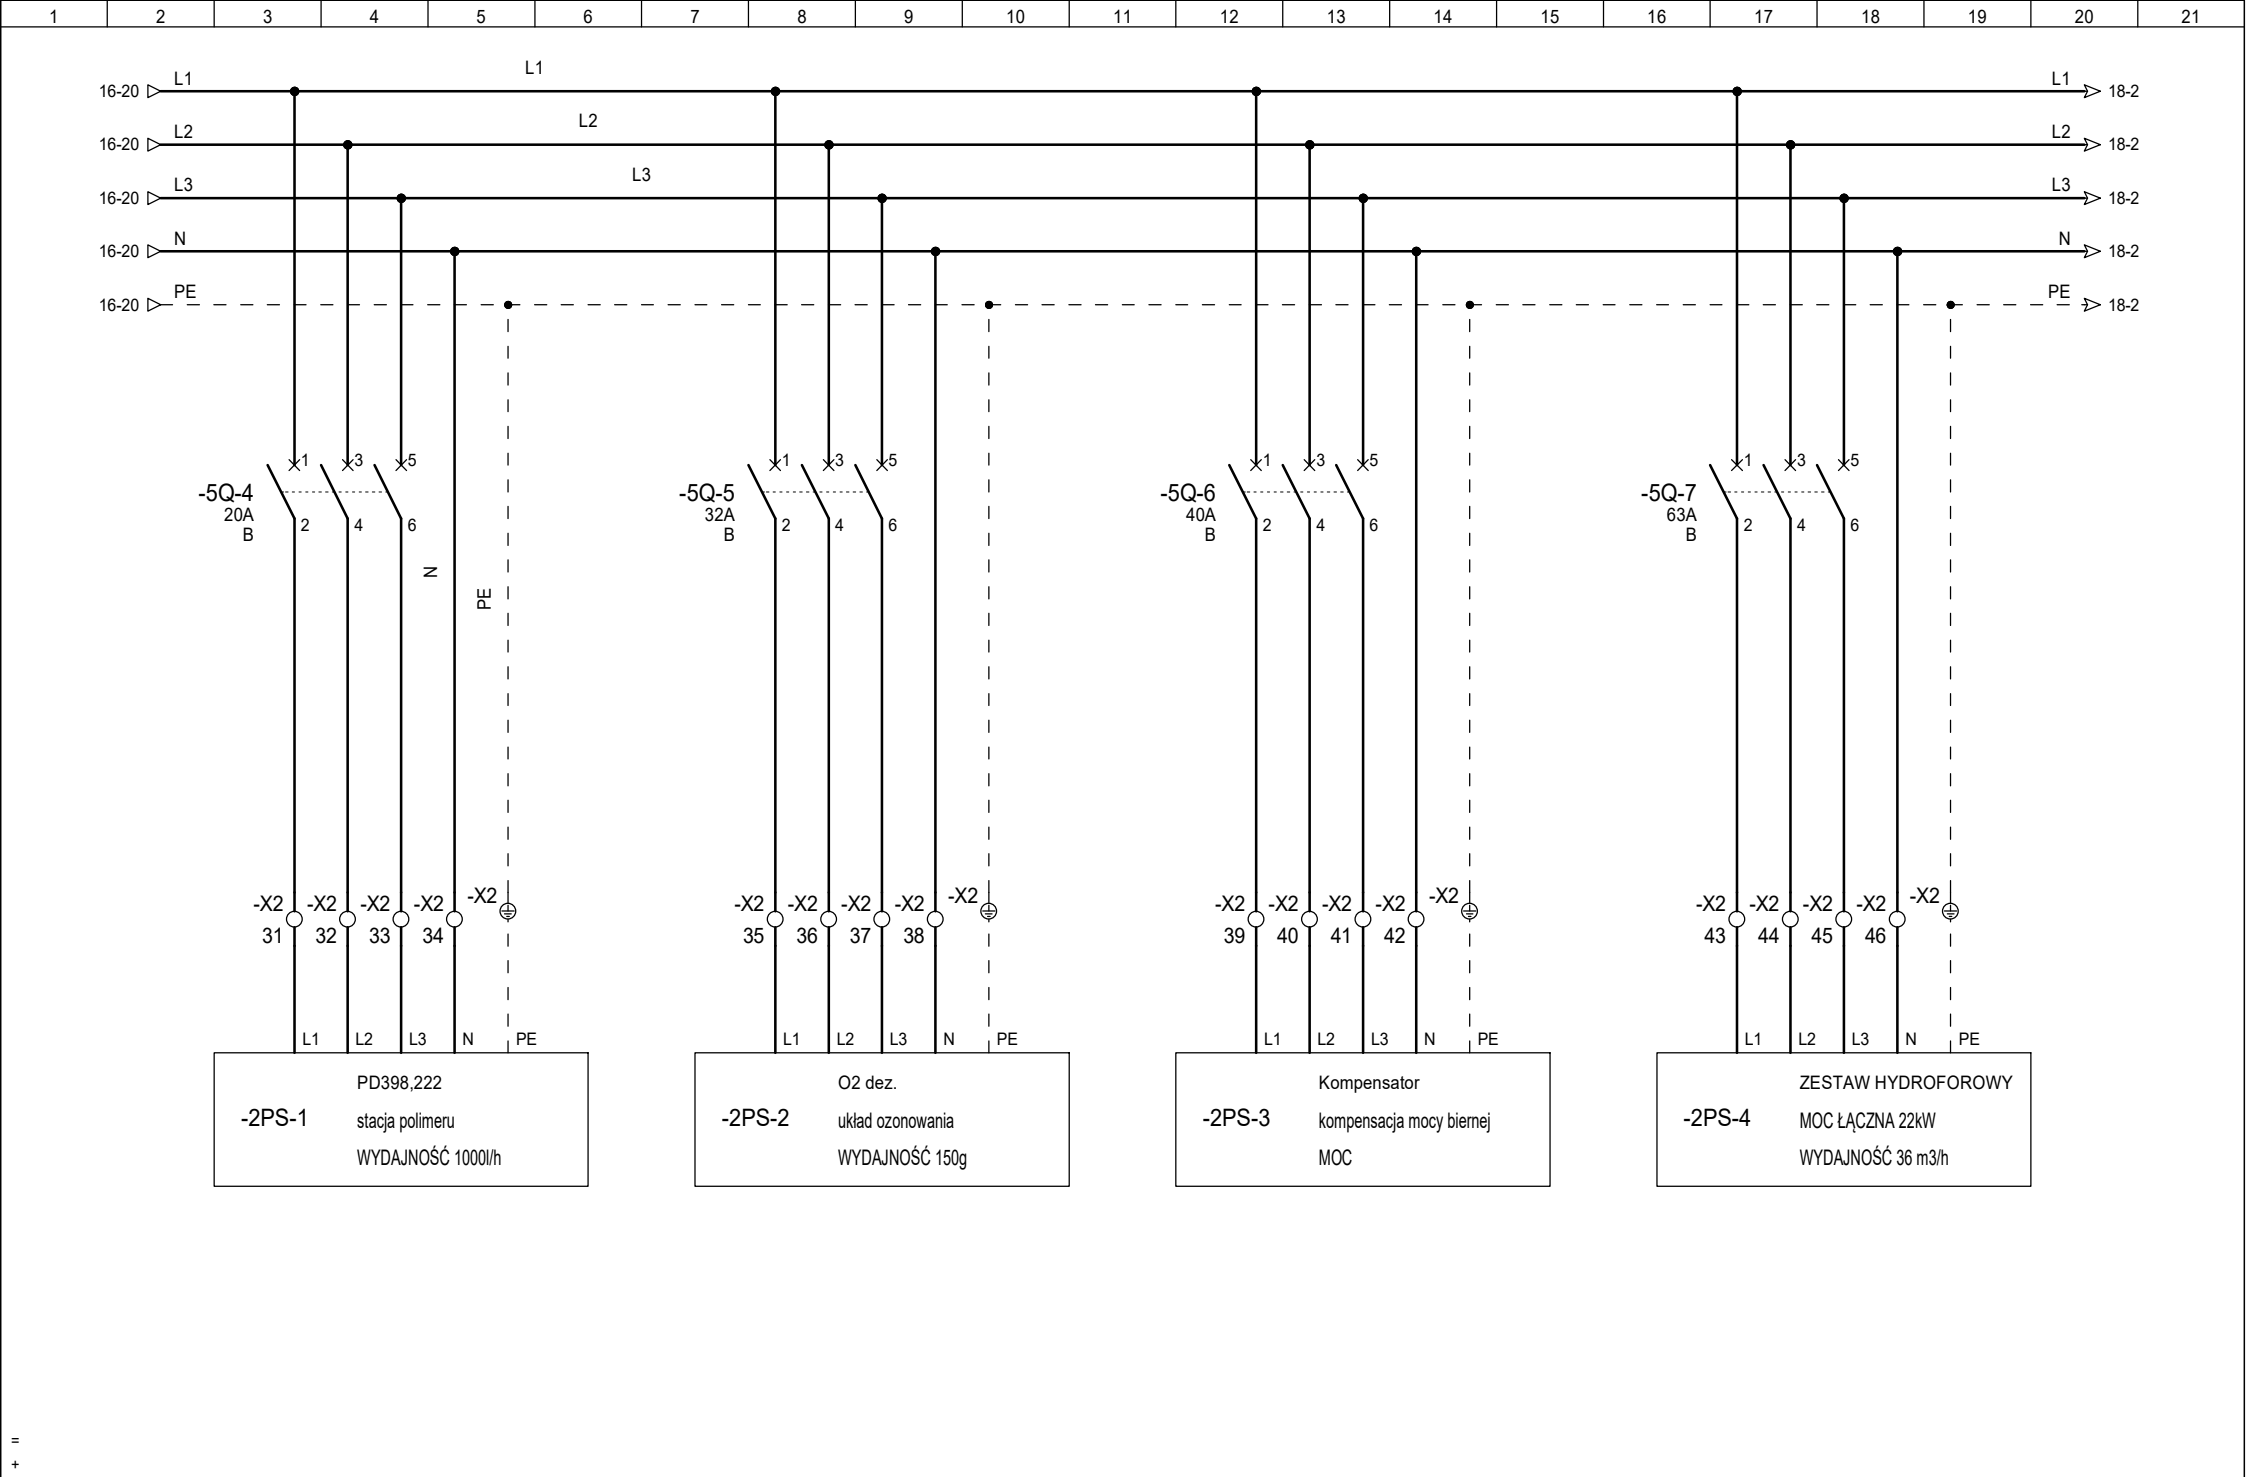 1 2 3 4 5 6 7 8 9 10 11 12 13 14 15 16 17 18 19 20 21
L1
16-20 L1 L1 18-2
L2
16-20 L2 L2 18-2
L3
16-20 L3 L3 18-2
16-20 N N 18-2
16-20 PE PE 18-2
1 3 5 1 3 5 1 3 5 1 3 5
-5Q-4 -5Q-5 -5Q-6 -5Q-7
20A 32A 40A 63A
2 4 6 2 4 6 2 4 6 2 4 6
B B B B
N
PE
-X2 -X2 -X2 -X2 -X2 -X2 -X2 -X2 -X2 -X2 -X2 -X2 -X2 -X2 -X2 -X2 -X2 -X2 -X2 -X2
31 32 33 34 35 36 37 38 39 40 41 42 43 44 45 46
L1 L2 L3 N PE L1 L2 L3 N PE L1 L2 L3 N PE L1 L2 L3 N PE
PD398,222
-2PS-1 stacja polimeru
WYDAJNOŚĆ 1000l/h
O2 dez.
-2PS-2 układ ozonowania
WYDAJNOŚĆ 150g
Kompensator
-2PS-3 kompensacja mocy biernej
MOC
ZESTAW HYDROFOROWY
-2PS-4 MOC ŁĄCZNA 22kW
WYDAJNOŚĆ 36 m3/h
=
+